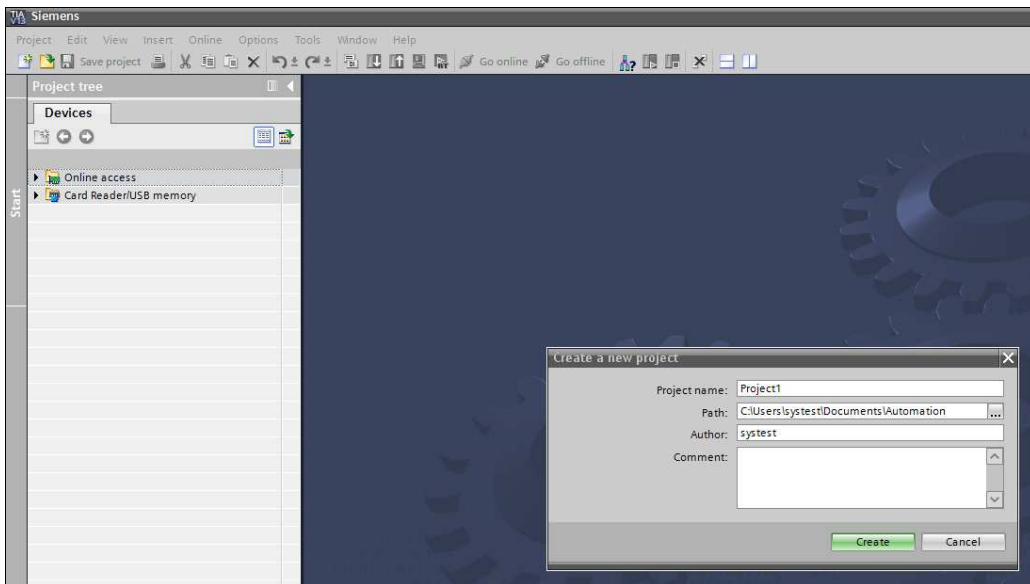 Siemens
Project Edit View Insert Online Options Tools Window Help
Save project Go online Go offline
Project tree
Devices
Online access
Card Reader/USB memory
Start
Create a new project
Project name: Project1
Path: C:\Users\systest\Documents\Automation ...
Author: systest
Comment:
Create Cancel